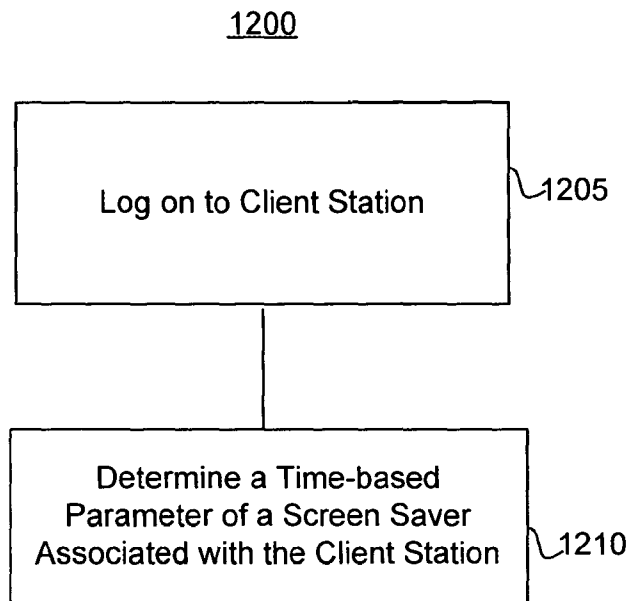 1200
Log on to Client Station
1205
Determine a Time-based
Parameter of a Screen Saver
Associated with the Client Station
1210